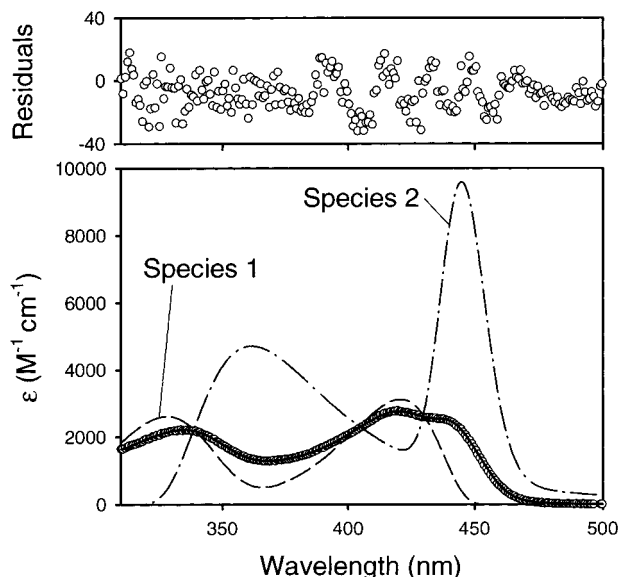 40
0
-40
Residuals
10000
8000
6000
4000
2000
0
ε (M⁻¹ cm⁻¹)
Species 2
Species 1
350
400
450
500
Wavelength (nm)